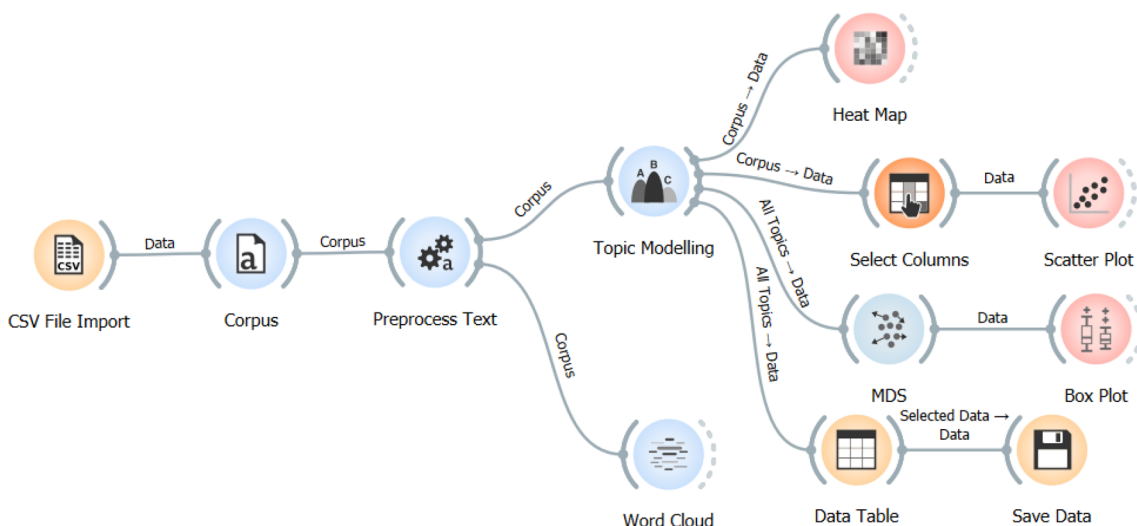 CSV
CSV File Import
Data
a
Corpus
Corpus
a
Preprocess Text
Corpus
Corpus
A B C
Topic Modelling
Word Cloud
Corpus → Data
Heat Map
Corpus → Data
Select Columns
Data
Scatter Plot
All Topics → Data
MDS
Data
Box Plot
All Topics → Data
Data Table
Selected Data →
Data
Save Data